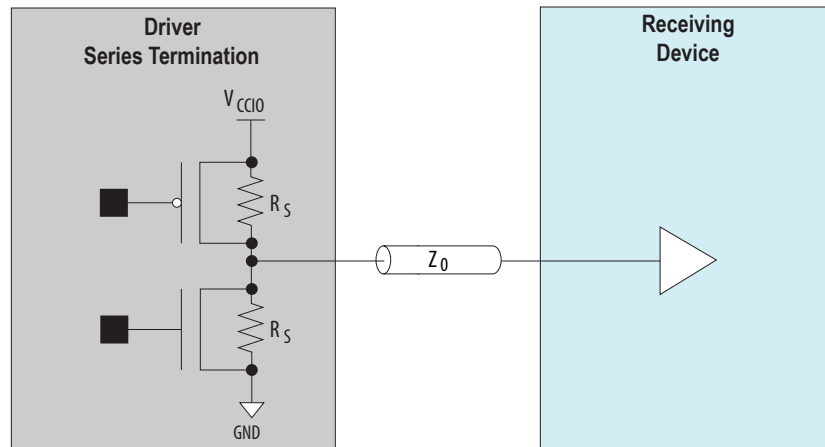 Driver
Series Termination
Receiving
Device
V CCIO
R S
Z 0
R S
GND